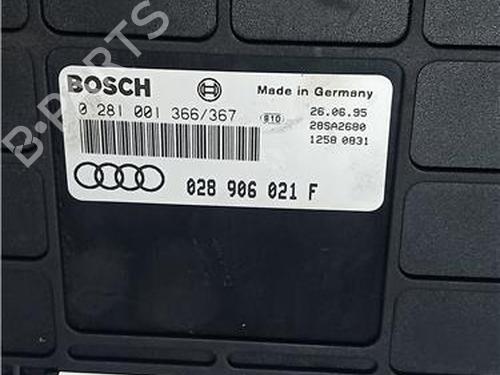 B-PARTS
BOSCH
Made in Germany
0 281 001 366/367
S10
26.06.95
28SA2680
1258 0831
028 906 021 F